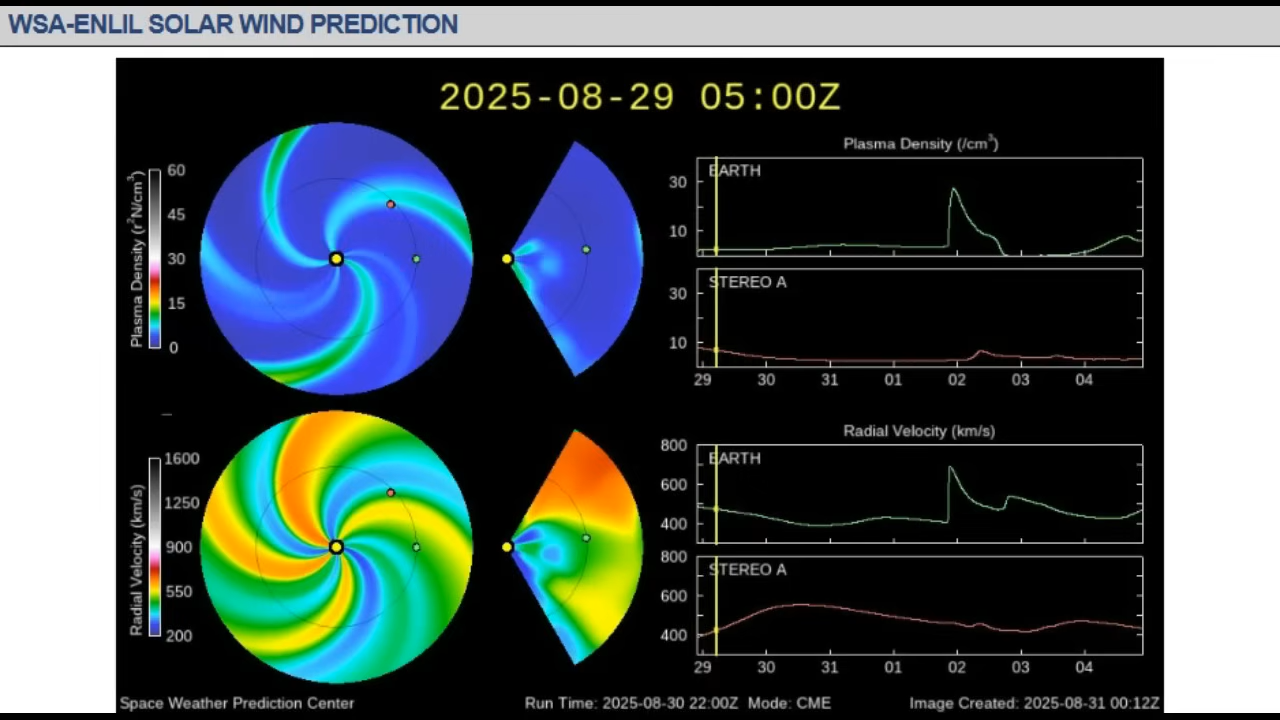 WSA-ENLIL SOLAR WIND PREDICTION
2025-08-29 05:00Z
Plasma Density (r²N/cm³)
60
45
30
15
0
Plasma Density (/cm³)
EARTH
30
10
STEREO A
30
10
29 30 31 01 02 03 04
Radial Velocity (km/s)
1600
1250
900
550
200
Radial Velocity (km/s)
800
EARTH
600
400
800
STEREO A
600
400
29 30 31 01 02 03 04
Space Weather Prediction Center
Run Time: 2025-08-30 22:00Z Mode: CME
Image Created: 2025-08-31 00:12Z